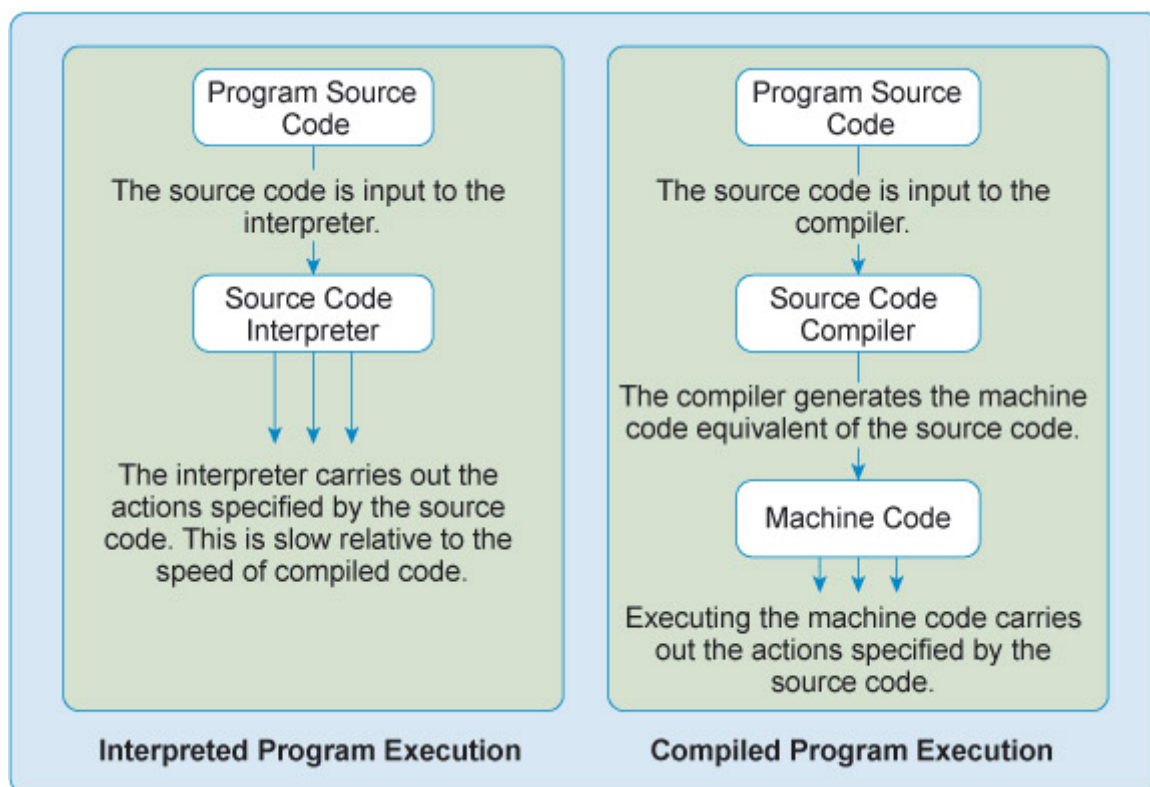 Program Source
Code
The source code is input to the
interpreter.
Source Code
Interpreter
The interpreter carries out the
actions specified by the source
code. This is slow relative to the
speed of compiled code.
Interpreted Program Execution
Program Source
Code
The source code is input to the
compiler.
Source Code
Compiler
The compiler generates the machine
code equivalent of the source code.
Machine Code
Executing the machine code carries
out the actions specified by the
source code.
Compiled Program Execution